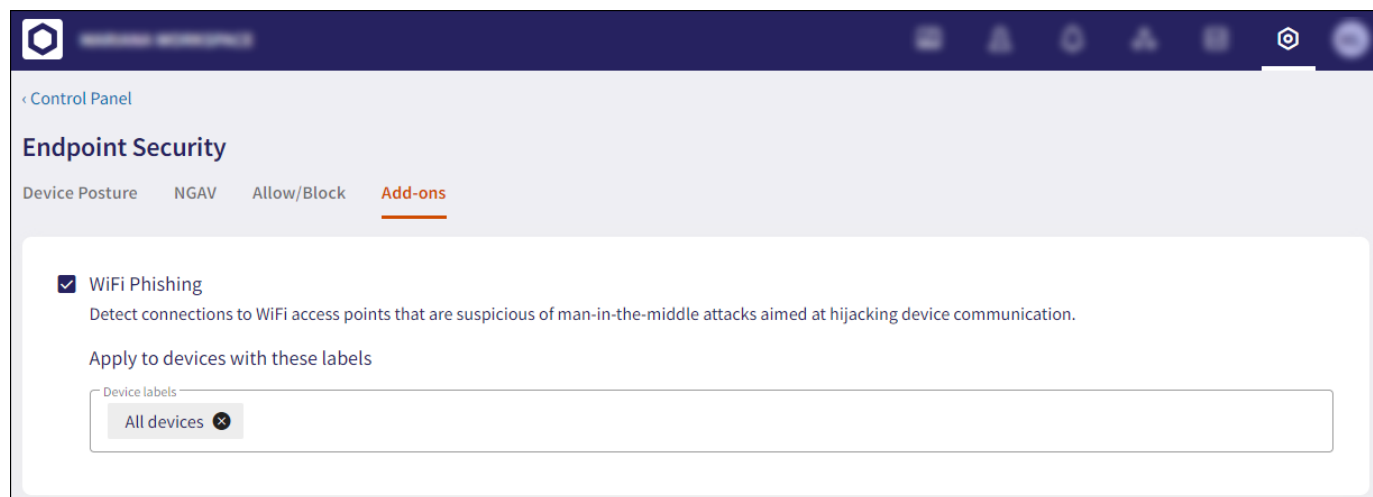 ‹ Control Panel
Endpoint Security
Device Posture NGAV Allow/Block Add-ons
WiFi Phishing
Detect connections to WiFi access points that are suspicious of man-in-the-middle attacks aimed at hijacking device communication.
Apply to devices with these labels
Device labels
All devices